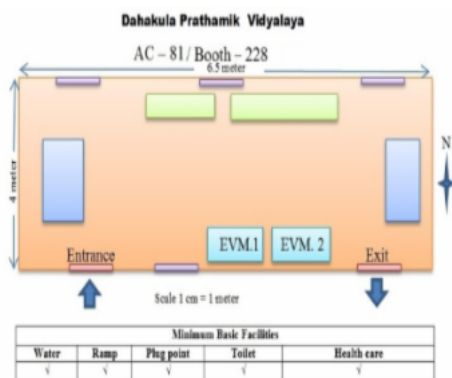 Dahakula Prathamik Vidyalaya
AC – 81/ Booth – 228
6.5 meter
4 meter
N
EVM.1 EVM. 2
Entrance Exit
Scale 1 cm = 1 meter
Minimum Basic Facilities
Water Ramp Plug point Toilet Health care
√ √ √ √ √